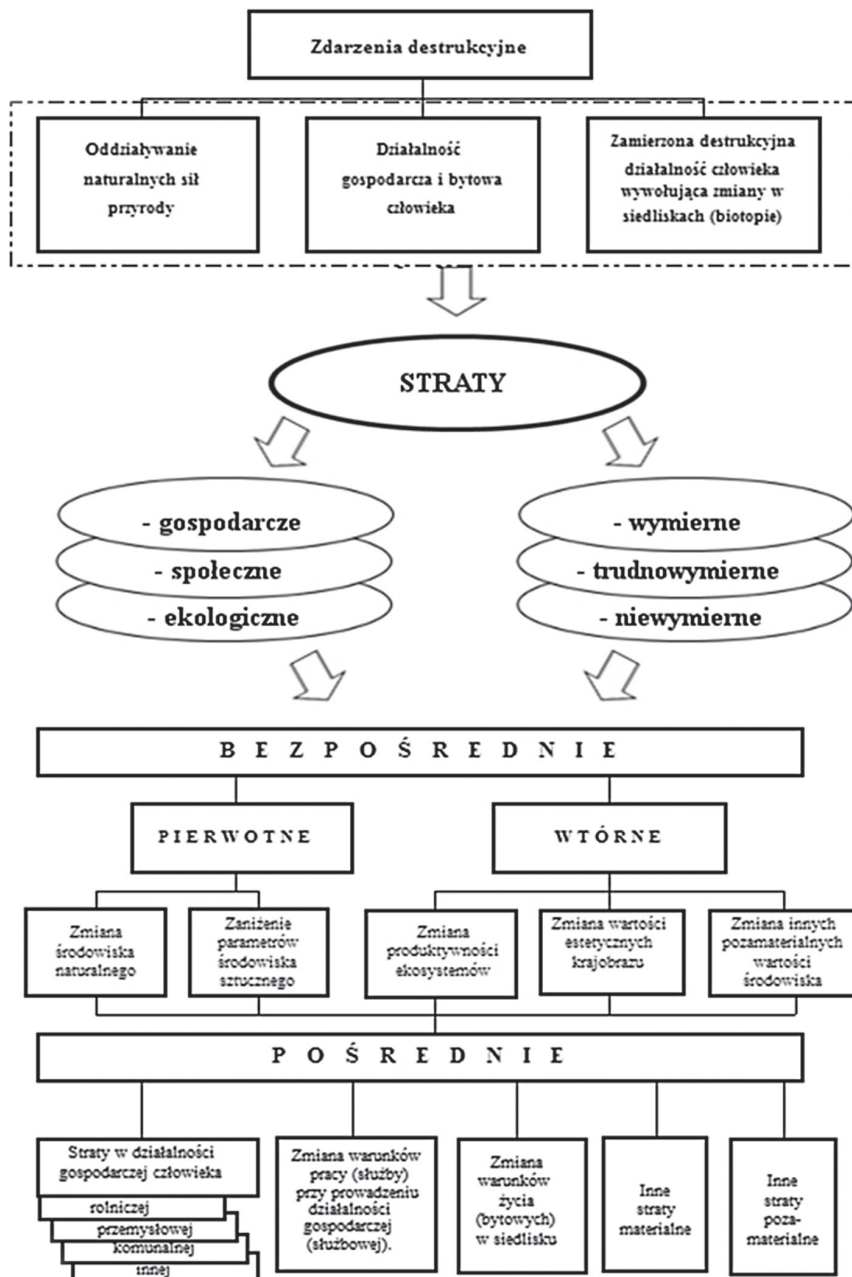 Zdarzenia destrukcyjne
Oddziaływanie
naturalnych sił
przyrody
Działalność
gospodarcza i bytowa
człowieka
Zamierzona destrukcyjna
działalność człowieka
wywołująca zmiany w
siedliskach (biotopie)
STRATY
- gospodarcze
- społeczne
- ekologiczne
- wymierne
- trudnowymierne
- niewymierne
B E Z P O Ś R E D N I E
P I E R W O T N E
W T Ó R N E
Zmiana
środowiska
naturalnego
Zaniżenie
parametrów
środowiska
sztucznego
Zmiana
produktywności
ekosystemów
Zmiana wartości
estetycznych
krajobrazu
Zmiana innych
pozamaterialnych
wartości
środowiska
P O Ś R E D N I E
Straty w działalności
gospodarczej człowieka
rolniczej
przemysłowej
komunalnej
innej
Zmiana warunków
pracy (służby)
przy prowadzeniu
działalności
gospodarczej
(służbowej).
Zmiana
warunków
życia
(bytowych)
w siedlisku
Inne
straty
materialne
Inne
straty
poza-
materialne